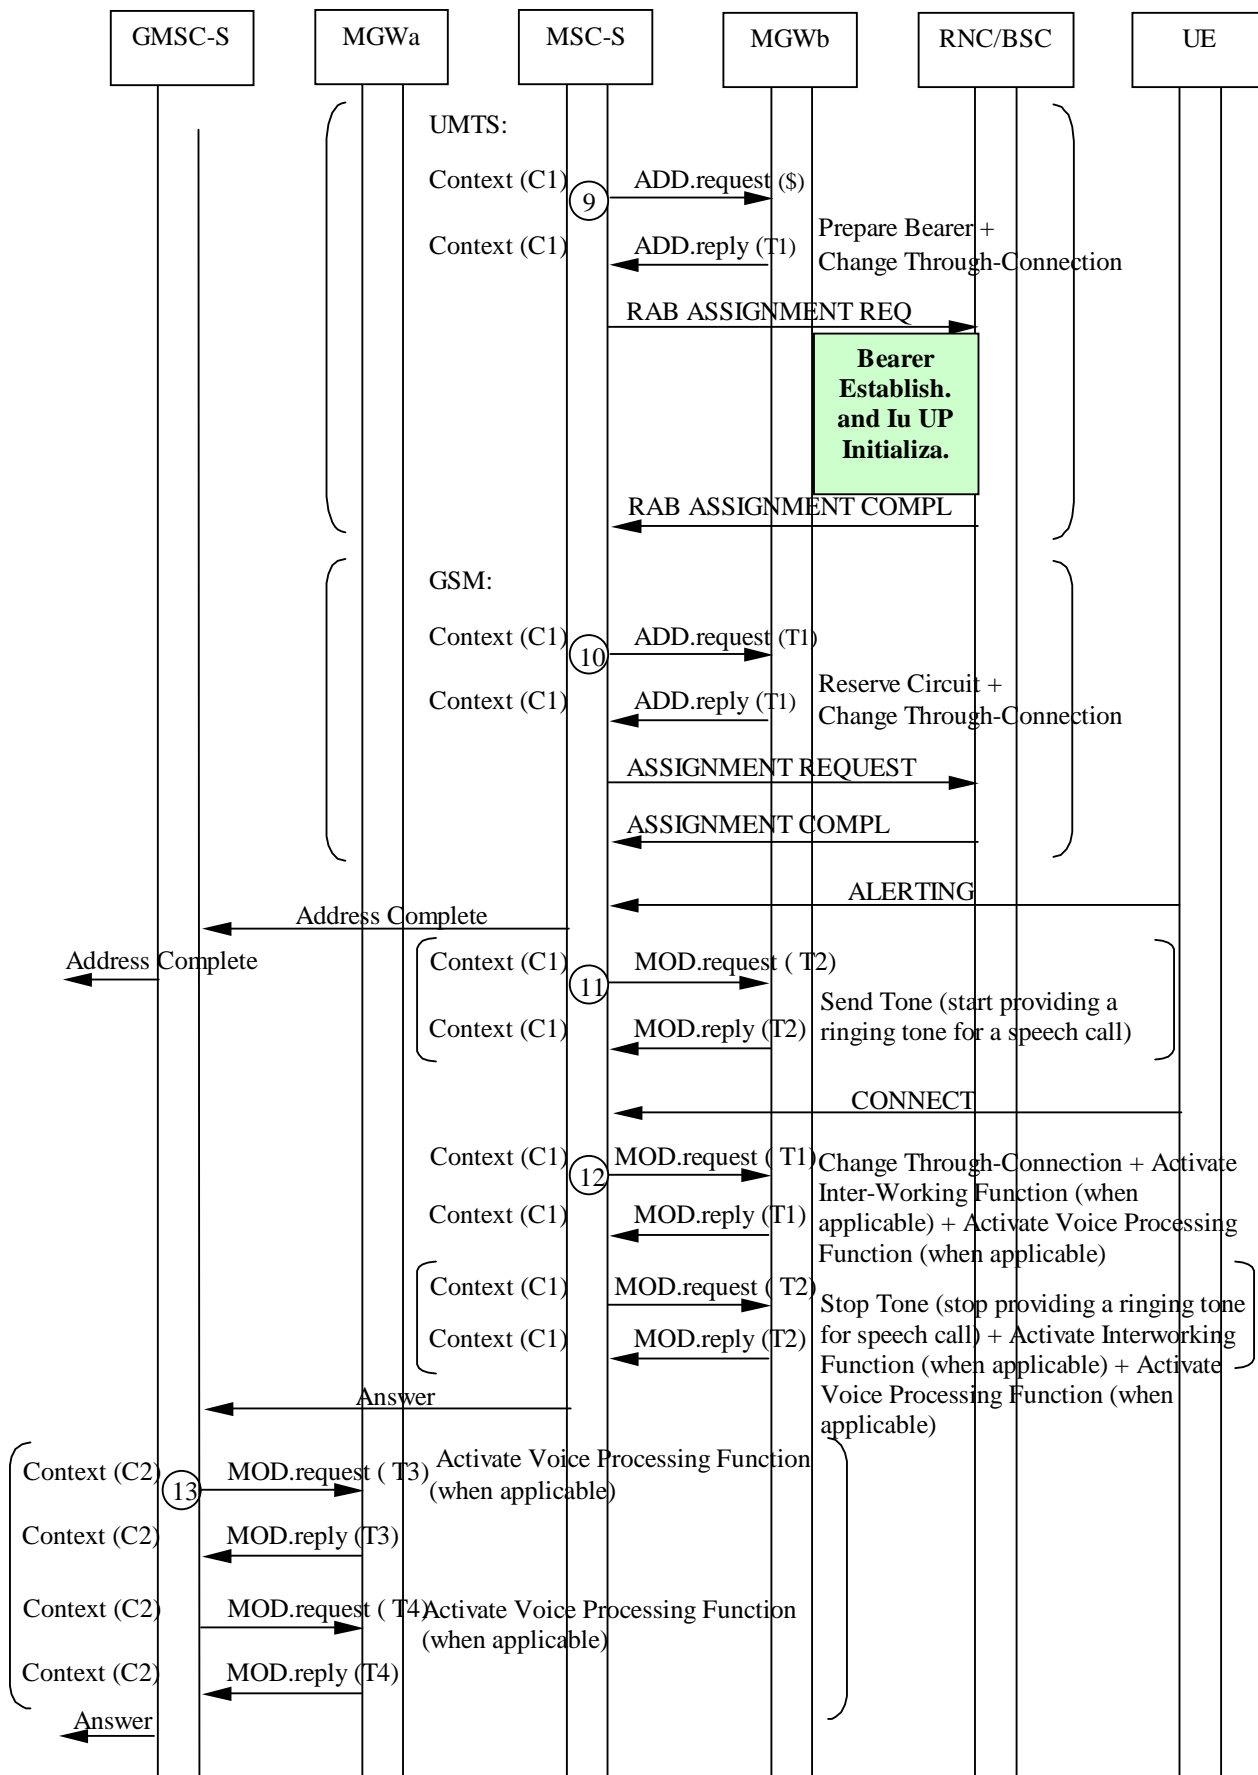 GMSC-S
MGWa
MSC-S
MGWb
RNC/BSC
UE
UMTS:
Context (C1)
9
ADD.request ($)
Context (C1)
ADD.reply (T1)
Prepare Bearer +
Change Through-Connection
RAB ASSIGNMENT REQ
Bearer
Establish.
and Iu UP
Initializa.
RAB ASSIGNMENT COMPL
GSM:
Context (C1)
10
ADD.request (T1)
Context (C1)
ADD.reply (T1)
Reserve Circuit +
Change Through-Connection
ASSIGNMENT REQUEST
ASSIGNMENT COMPL
ALERTING
Address Complete
Address Complete
Context (C1)
11
MOD.request ( T2)
Context (C1)
MOD.reply (T2)
Send Tone (start providing a
ringing tone for a speech call)
CONNECT
Context (C1)
12
MOD.request ( T1)
Context (C1)
MOD.reply (T1)
Change Through-Connection + Activate
Inter-Working Function (when
applicable) + Activate Voice Processing
Function (when applicable)
Context (C1)
MOD.request ( T2)
Context (C1)
MOD.reply (T2)
Stop Tone (stop providing a ringing tone
for speech call) + Activate Interworking
Function (when applicable) + Activate
Voice Processing Function (when
applicable)
Answer
Context (C2)
13
MOD.request ( T3)
Activate Voice Processing Function
(when applicable)
Context (C2)
MOD.reply (T3)
Context (C2)
MOD.request ( T4)
Activate Voice Processing Function
(when applicable)
Context (C2)
MOD.reply (T4)
Answer